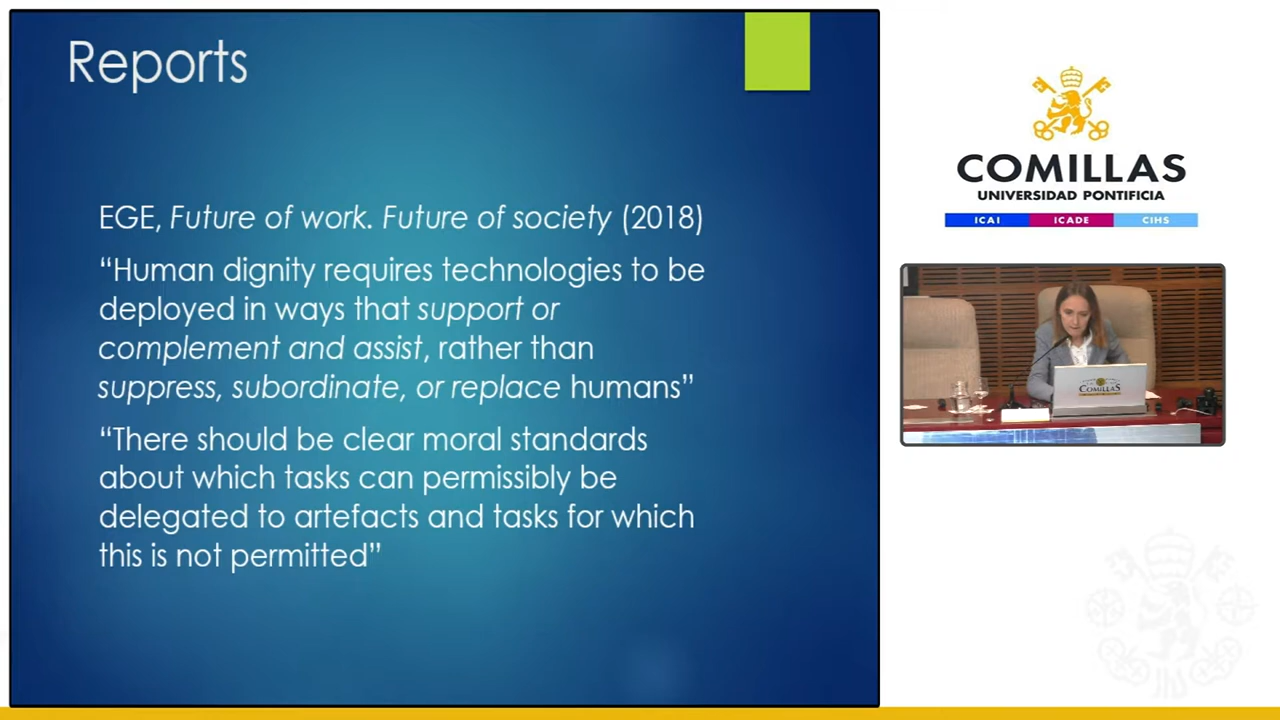 Reports
EGE, Future of work. Future of society (2018)
“Human dignity requires technologies to be
deployed in ways that support or
complement and assist, rather than
suppress, subordinate, or replace humans”
“There should be clear moral standards
about which tasks can permissibly be
delegated to artefacts and tasks for which
this is not permitted”
COMILLAS
UNIVERSIDAD PONTIFICIA
ICAI ICADE CIHS
COMILLAS